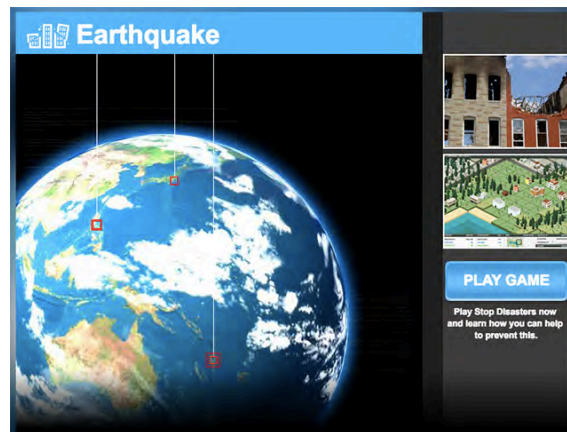 Earthquake
PLAY GAME
Play Stop Disasters now
and learn how you can help
to prevent this.